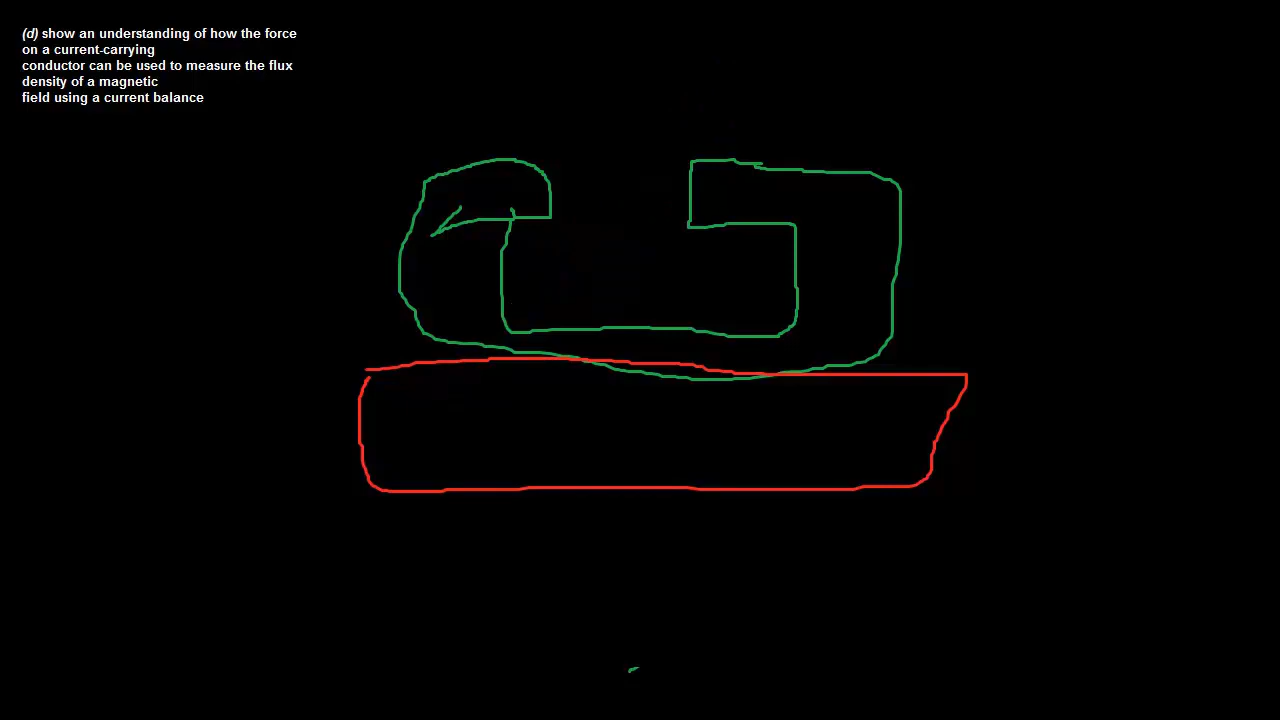 (d) show an understanding of how the force
on a current-carrying
conductor can be used to measure the flux
density of a magnetic
field using a current balance